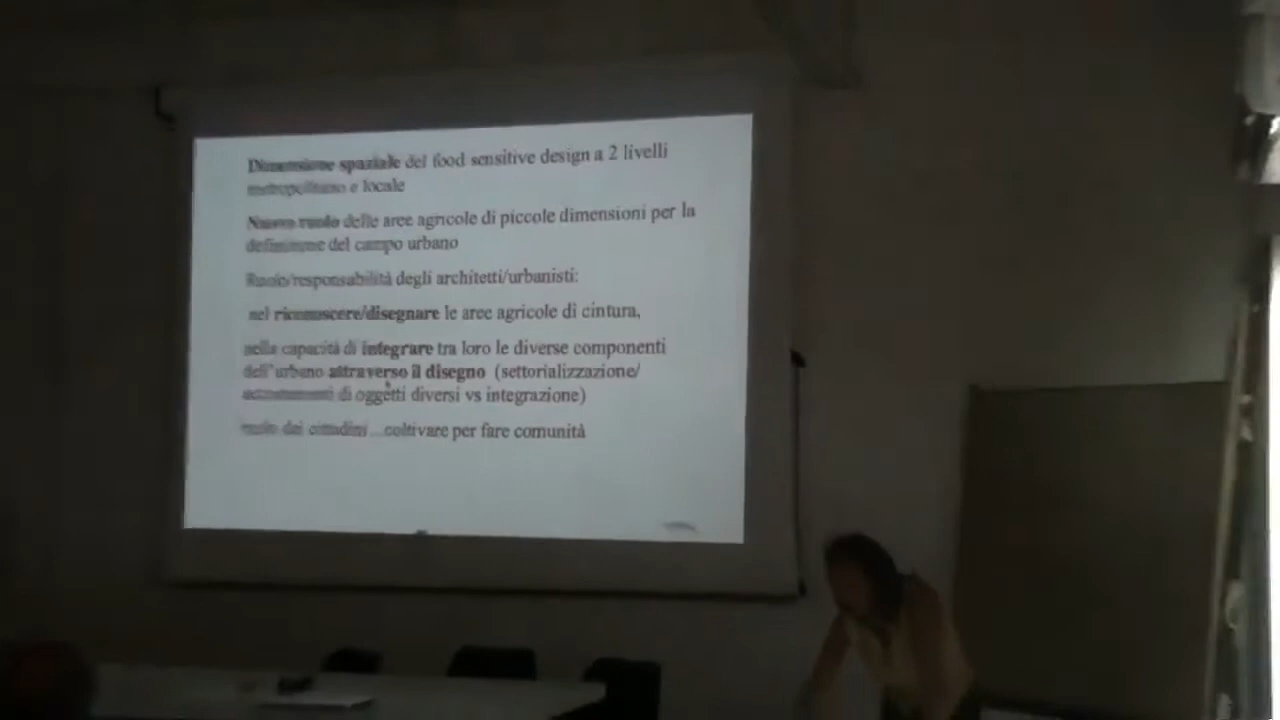 Dimensione spaziale del food sensitive design a 2 livelli
metropolitano e locale
Nuovo ruolo delle aree agricole di piccole dimensioni per la
definizione del campo urbano
Ruolo/responsabilità degli architetti/urbanisti:
nel riconoscere/disegnare le aree agricole di cintura,
nella capacità di integrare tra loro le diverse componenti
dell'urbano attraverso il disegno (settorializzazione/
di oggetti diversi vs integrazione)
ruolo dei cittadini...coltivare per fare comunità